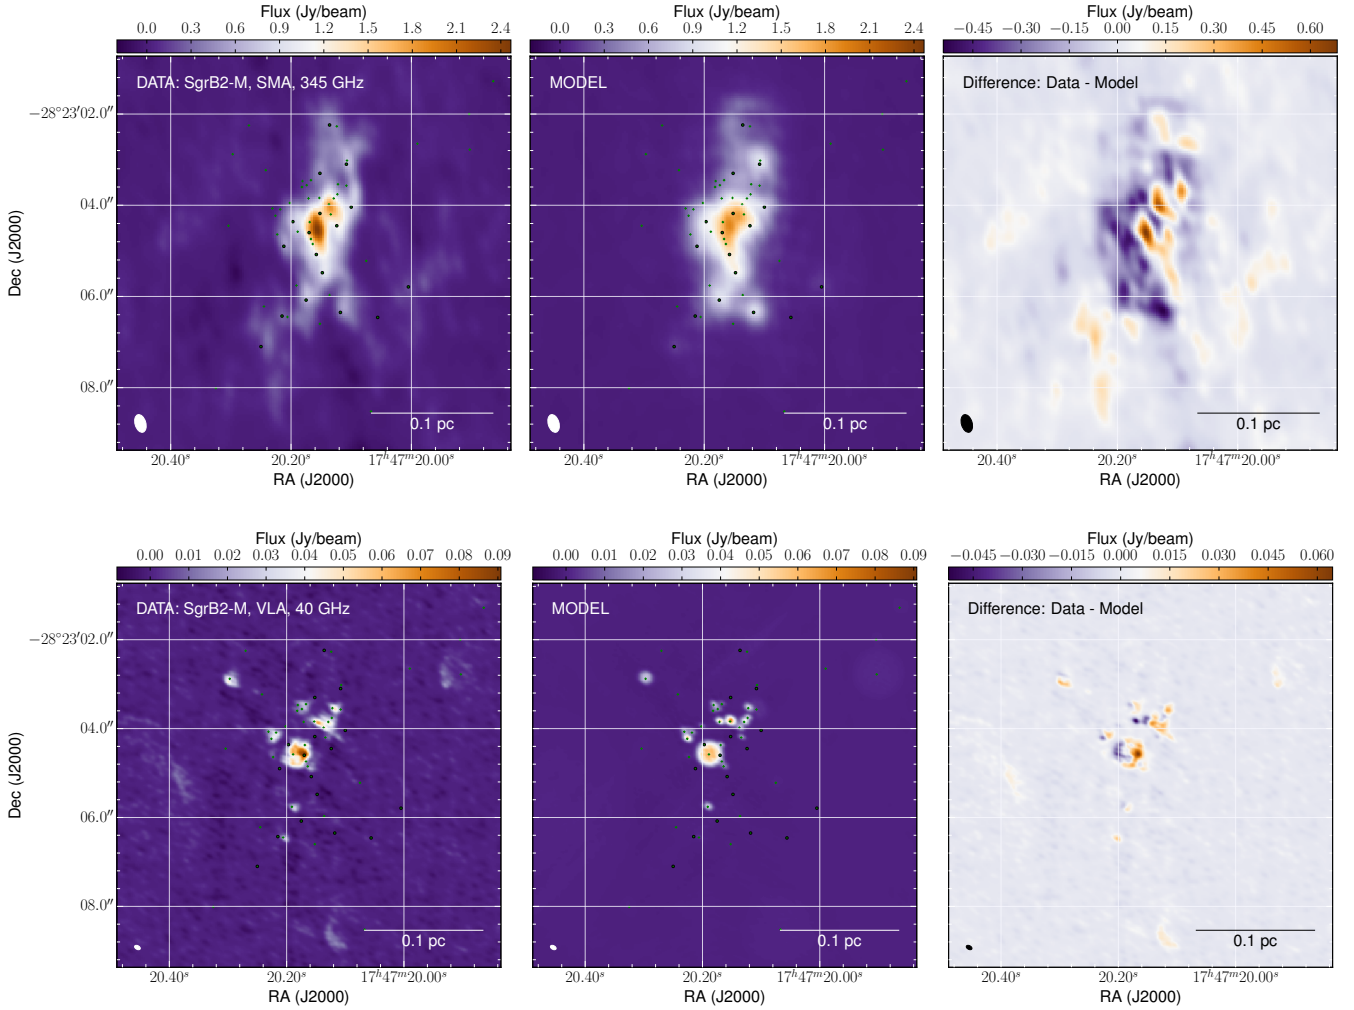 Flux (Jy/beam) Flux (Jy/beam) Flux (Jy/beam)
0.0 0.3 0.6 0.9 1.2 1.5 1.8 2.1 2.4 0.0 0.3 0.6 0.9 1.2 1.5 1.8 2.1 2.4 −0.45 −0.30 −0.15 0.00 0.15 0.30 0.45 0.60
DATA: SgrB2-M, SMA, 345 GHz MODEL Difference: Data - Model
−28°23′02.0″
04.0″
06.0″
08.0″
Dec (J2000)
0.1 pc 0.1 pc 0.1 pc
20.40ˢ 20.20ˢ 17ʰ47ᵐ20.00ˢ 20.40ˢ 20.20ˢ 17ʰ47ᵐ20.00ˢ 20.40ˢ 20.20ˢ 17ʰ47ᵐ20.00ˢ
RA (J2000) RA (J2000) RA (J2000)
Flux (Jy/beam) Flux (Jy/beam) Flux (Jy/beam)
0.00 0.01 0.02 0.03 0.04 0.05 0.06 0.07 0.08 0.09 0.00 0.01 0.02 0.03 0.04 0.05 0.06 0.07 0.08 0.09 −0.045 −0.030 −0.015 0.000 0.015 0.030 0.045 0.060
DATA: SgrB2-M, VLA, 40 GHz MODEL Difference: Data - Model
−28°23′02.0″
04.0″
06.0″
08.0″
Dec (J2000)
0.1 pc 0.1 pc 0.1 pc
20.40ˢ 20.20ˢ 17ʰ47ᵐ20.00ˢ 20.40ˢ 20.20ˢ 17ʰ47ᵐ20.00ˢ 20.40ˢ 20.20ˢ 17ʰ47ᵐ20.00ˢ
RA (J2000) RA (J2000) RA (J2000)